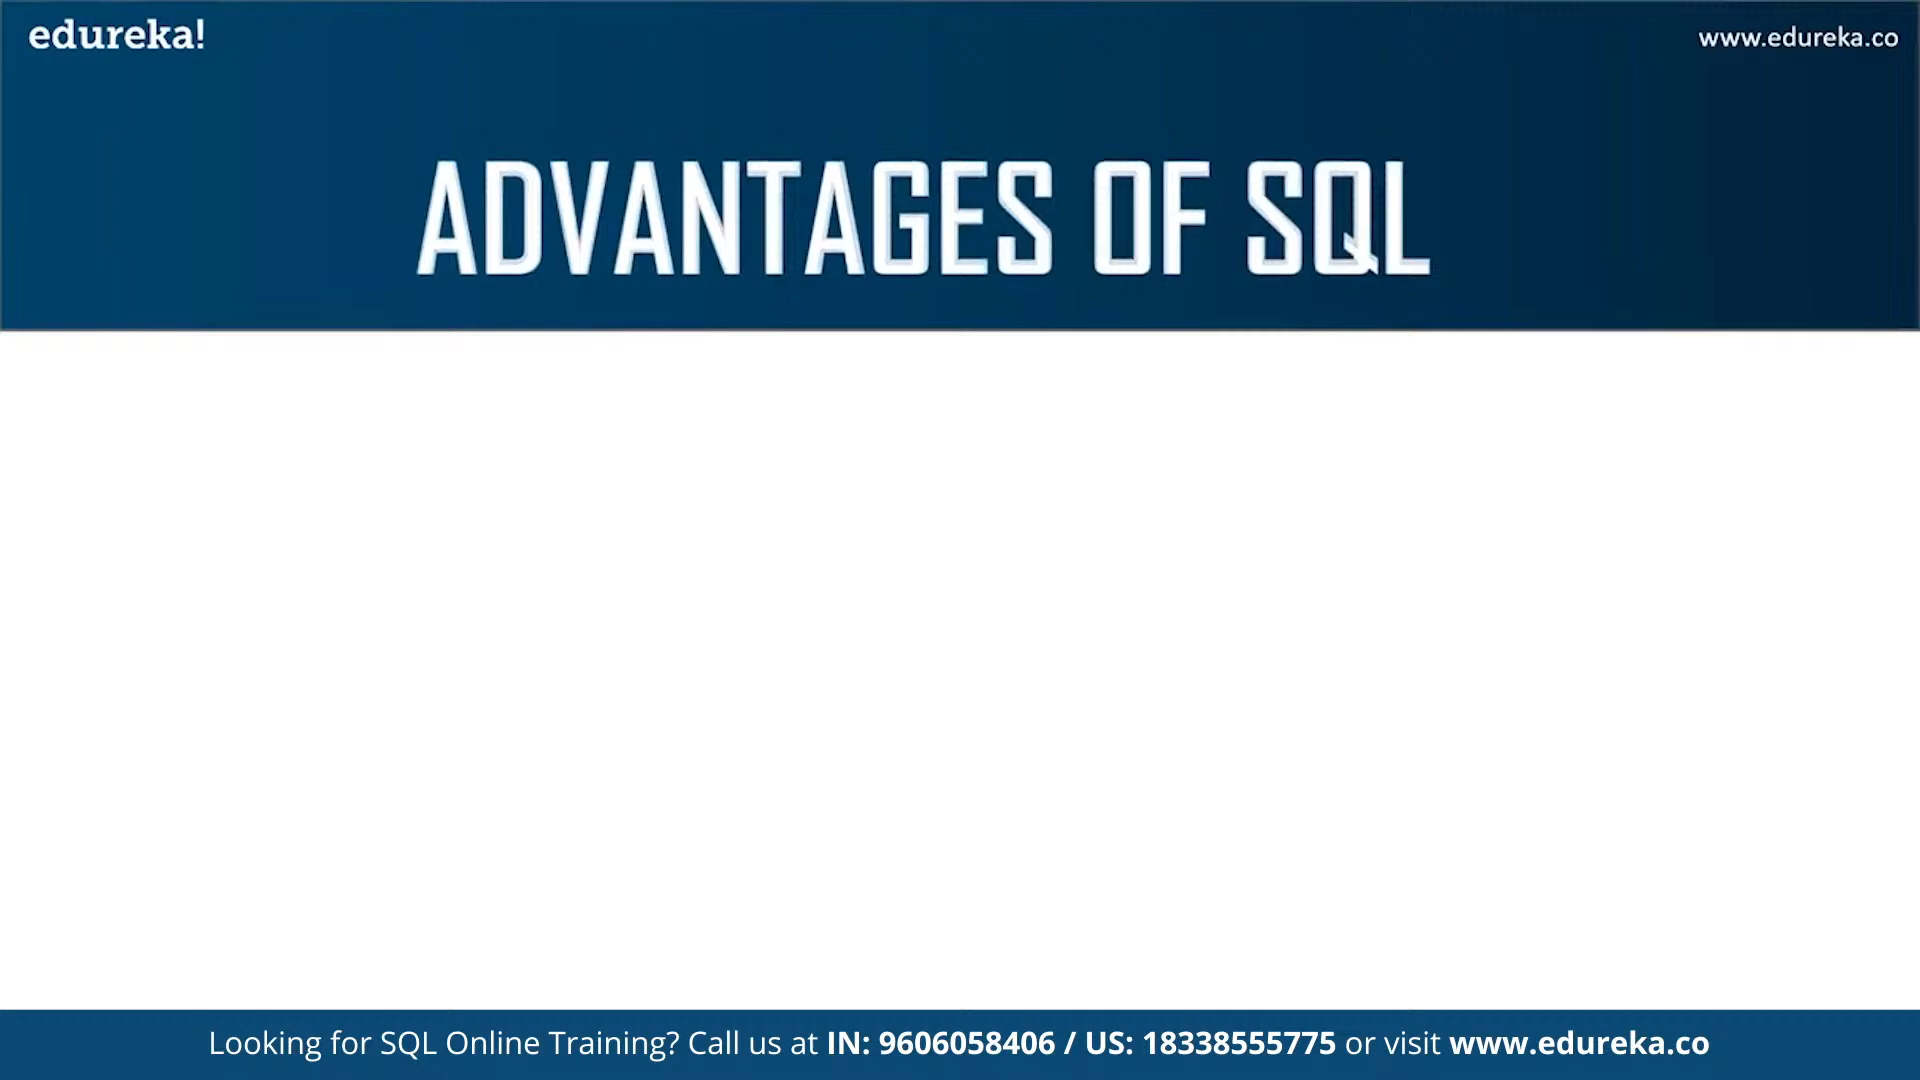 edureka!
www.edureka.co
ADVANTAGES OF SQL
Looking for SQL Online Training? Call us at IN: 9606058406 / US: 18338555775 or visit www.edureka.co